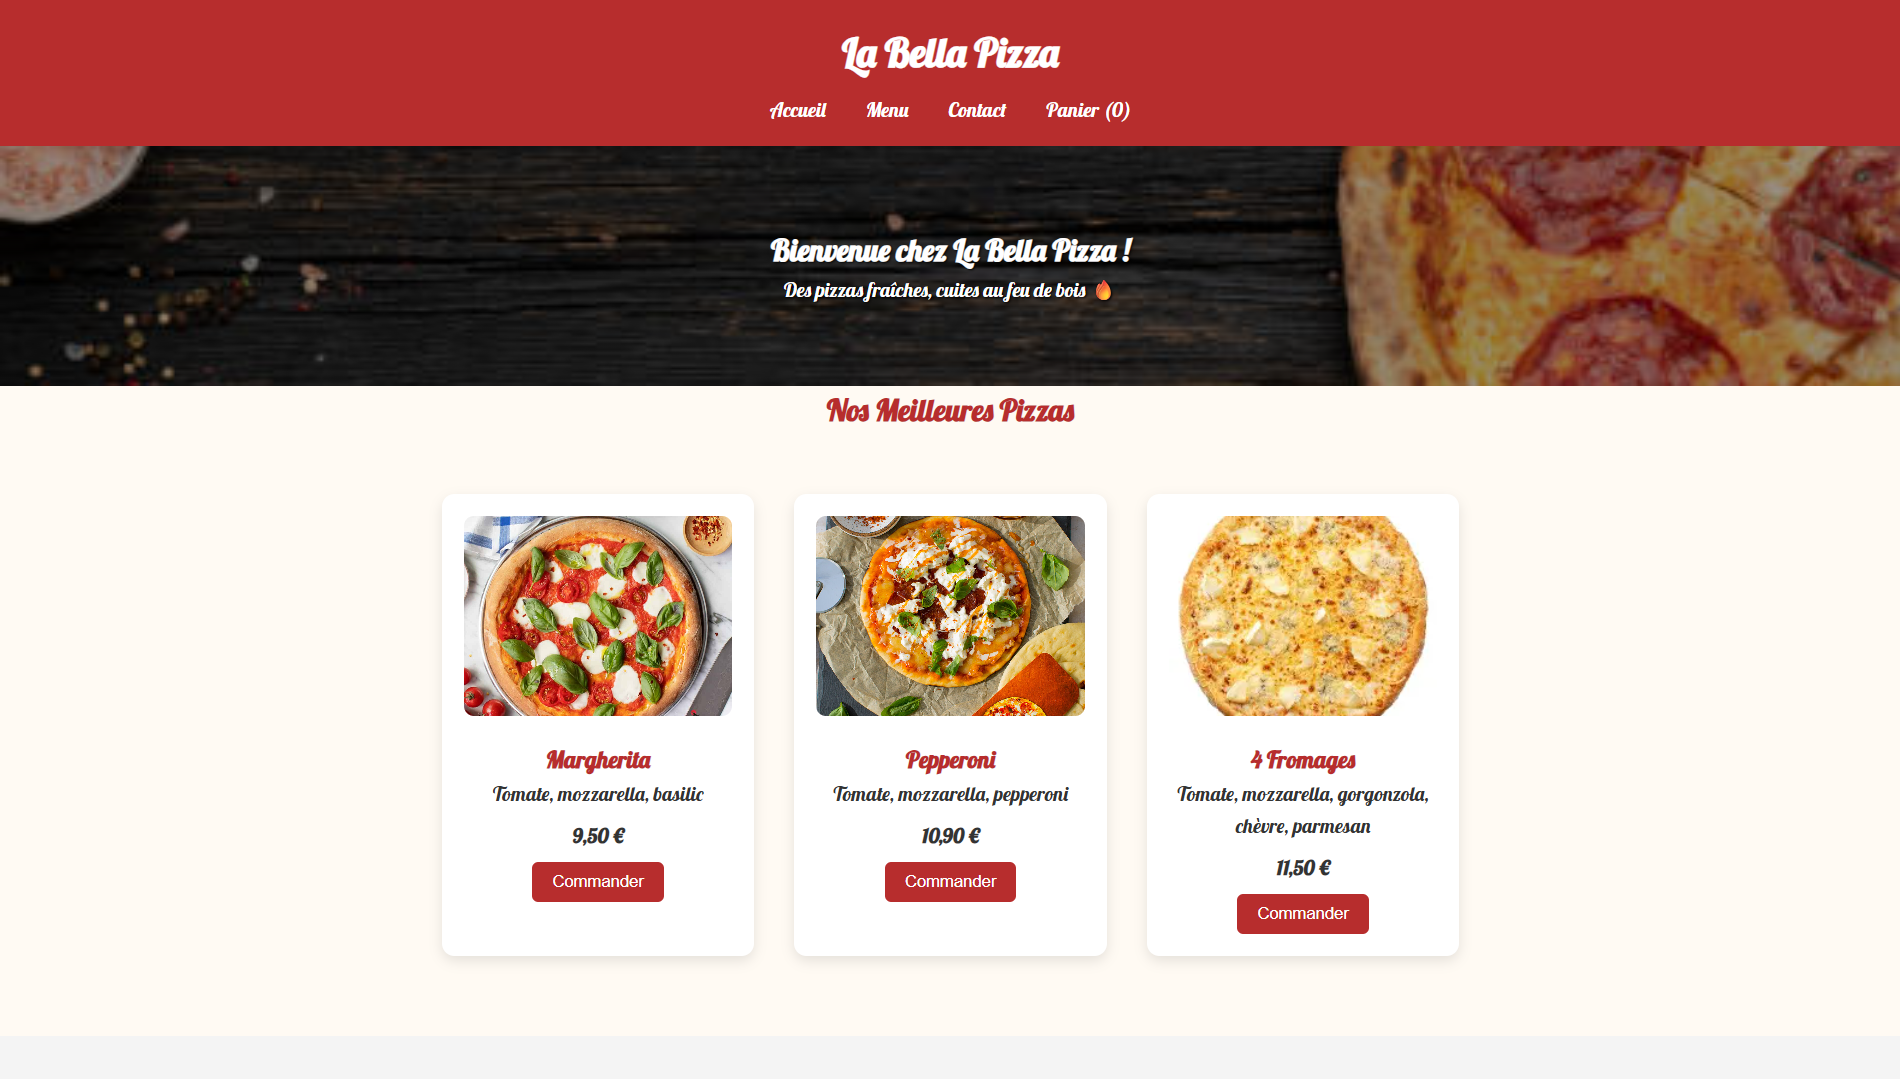 La Bella Pizza
Accueil Menu Contact Panier (0)
Bienvenue chez La Bella Pizza !
Des pizzas fraîches, cuites au feu de bois 🔥
Nos Meilleures Pizzas
Margherita
Tomate, mozzarella, basilic
9,50 €
Commander
Pepperoni
Tomate, mozzarella, pepperoni
10,90 €
Commander
4 Fromages
Tomate, mozzarella, gorgonzola,
chèvre, parmesan
11,50 €
Commander